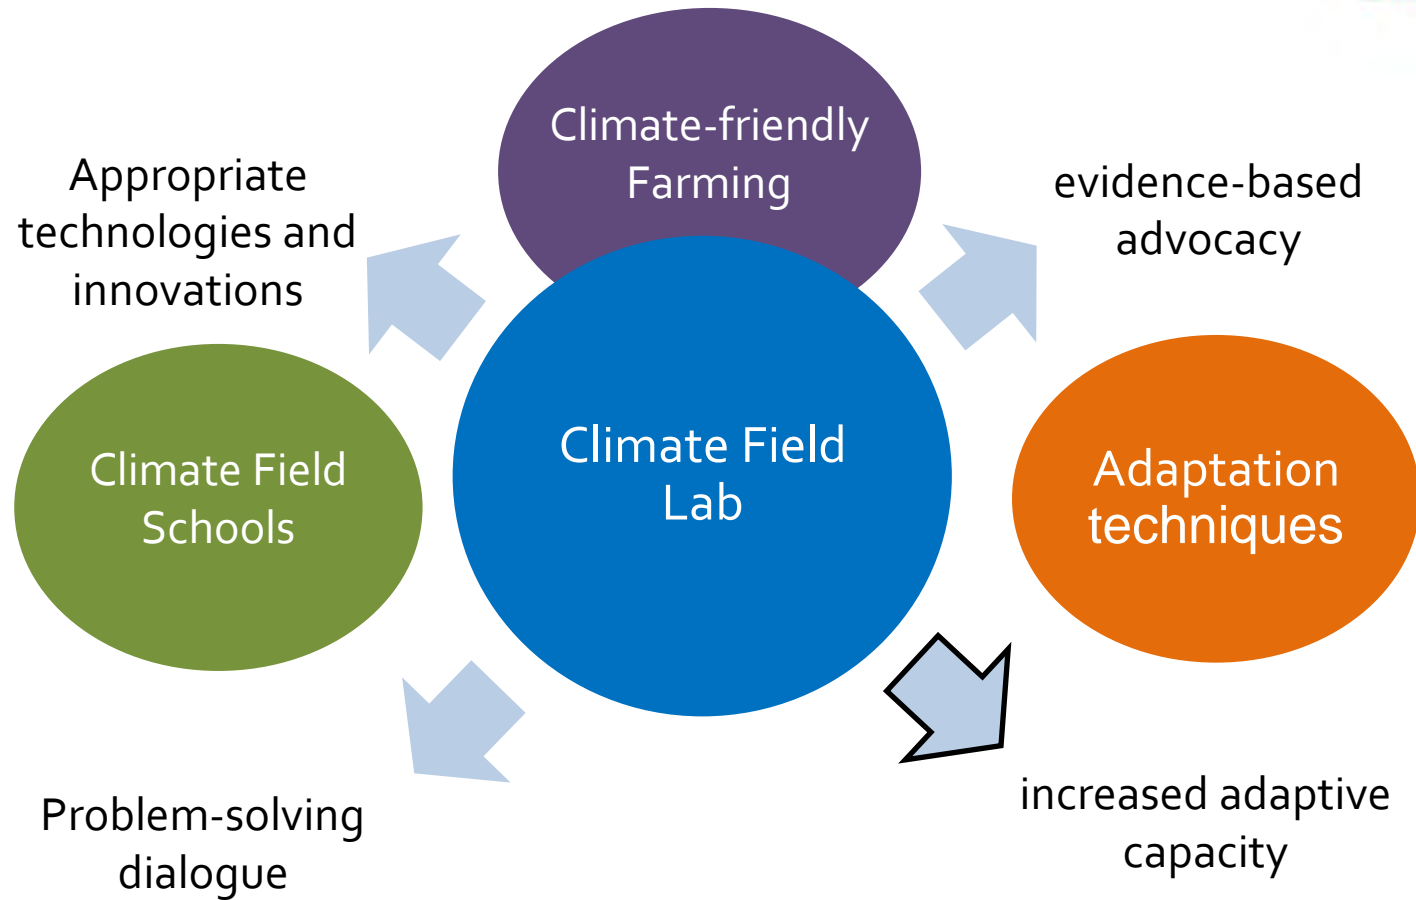 Climate-friendly
Farming
Appropriate
technologies and
innovations
evidence-based
advocacy
Climate Field
Schools
Climate Field
Lab
Adaptation
techniques
Problem-solving
dialogue
increased adaptive
capacity